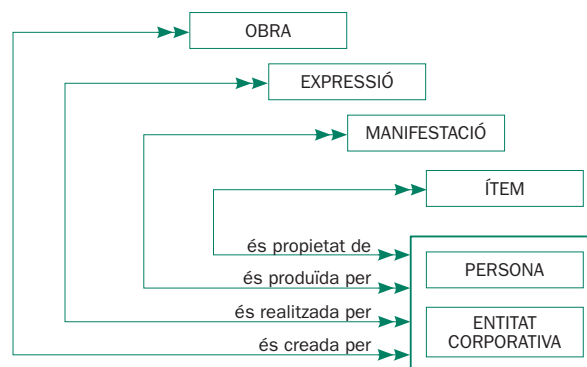 OBRA
EXPRESSIÓ
MANIFESTACIÓ
ÍTEM
és propietat de
PERSONA
és produïda per
és realitzada per
ENTITAT
CORPORATIVA
és creada per